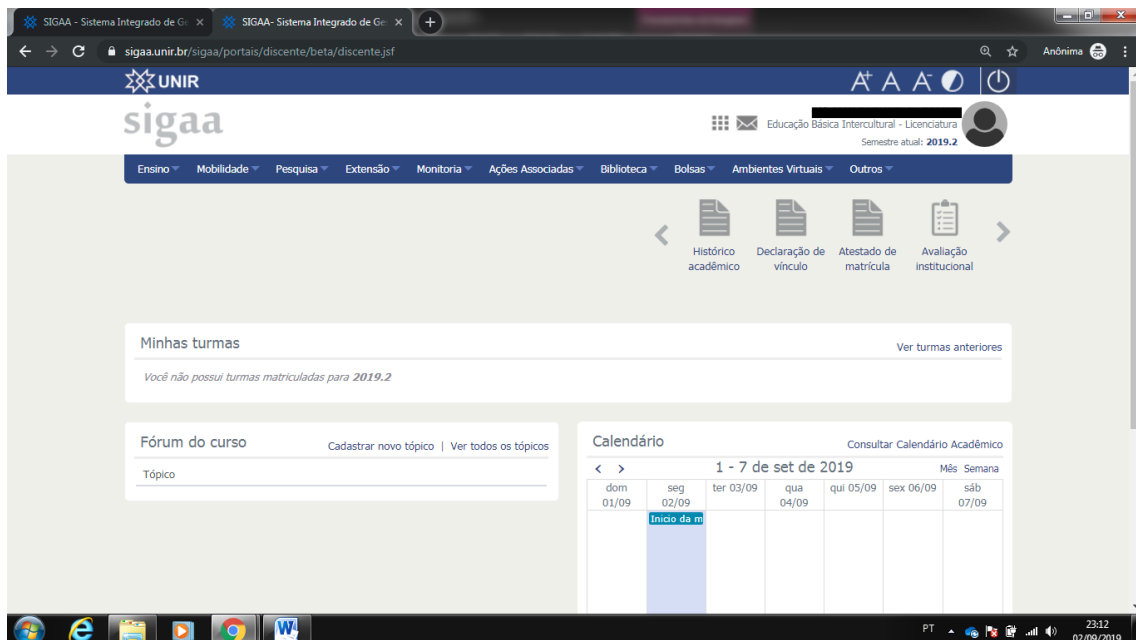 SIGAA - Sistema Integrado de Ge
SIGAA- Sistema Integrado de Ge
sigaa.unir.br/sigaa/portais/discente/beta/discente.jsf
Anônima
UNIR
A+ A A-
sigaa
Educação Básica Intercultural - Licenciatura
Semestre atual: 2019.2
Ensino Mobilidade Pesquisa Extensão Monitoria Ações Associadas Biblioteca Bolsas Ambientes Virtuais Outros
Histórico acadêmico
Declaração de vínculo
Atestado de matrícula
Avaliação institucional
Minhas turmas
Ver turmas anteriores
Você não possui turmas matriculadas para 2019.2
Fórum do curso
Cadastrar novo tópico | Ver todos os tópicos
Tópico
Calendário
Consultar Calendário Acadêmico
< > 1 - 7 de set de 2019 Mês Semana
dom 01/09
seg 02/09
ter 03/09
qua 04/09
qui 05/09
sex 06/09
sáb 07/09
Início da m
PT
23:12
02/09/2019